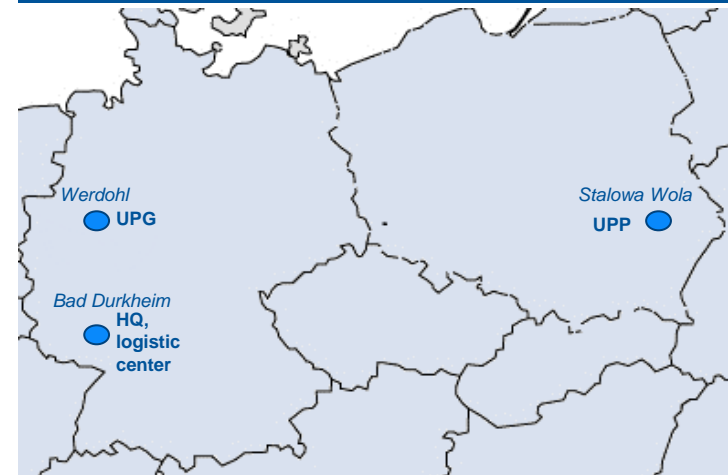 Werdohl
UPG
Stalowa Wola
UPP
Bad Durkheim
HQ,
logistic
center